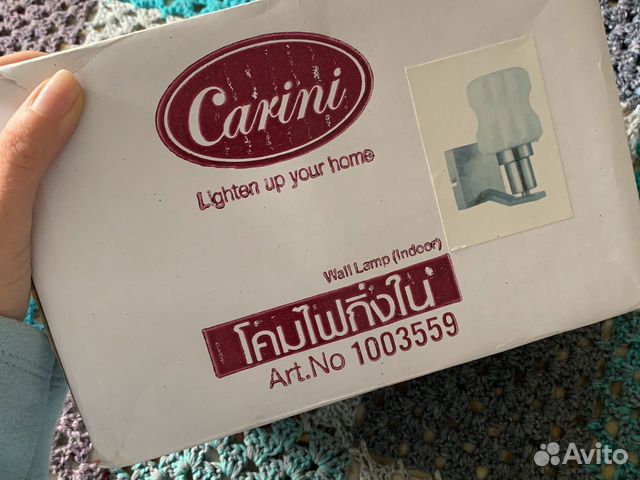 Carini
Lighten up your home
Wall Lamp (Indoor)
โคมไฟกิ่งใน
Art.No 1003559
Avito